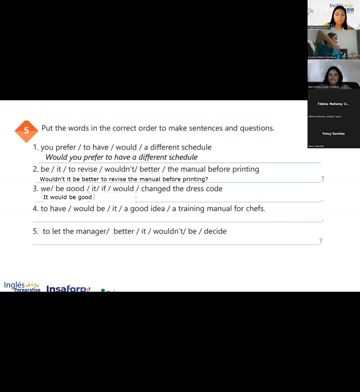 5 Put the words in the correct order to make sentences and questions.
1. you prefer / to have / would / a different schedule
Would you prefer to have a different schedule
2. be / it / to revise / wouldn't/ better / the manual before printing
Wouldn't it be better to revise the manual before printing? ?
3. we/ be good / it/ if / would / changed the dress code
It would be good .
4. to have / would be / it / a good idea / a training manual for chefs.
.
5. to let the manager/ better / it / wouldn't/ be / decide
?
Inglés
Insaforp
Yancy Sanchez